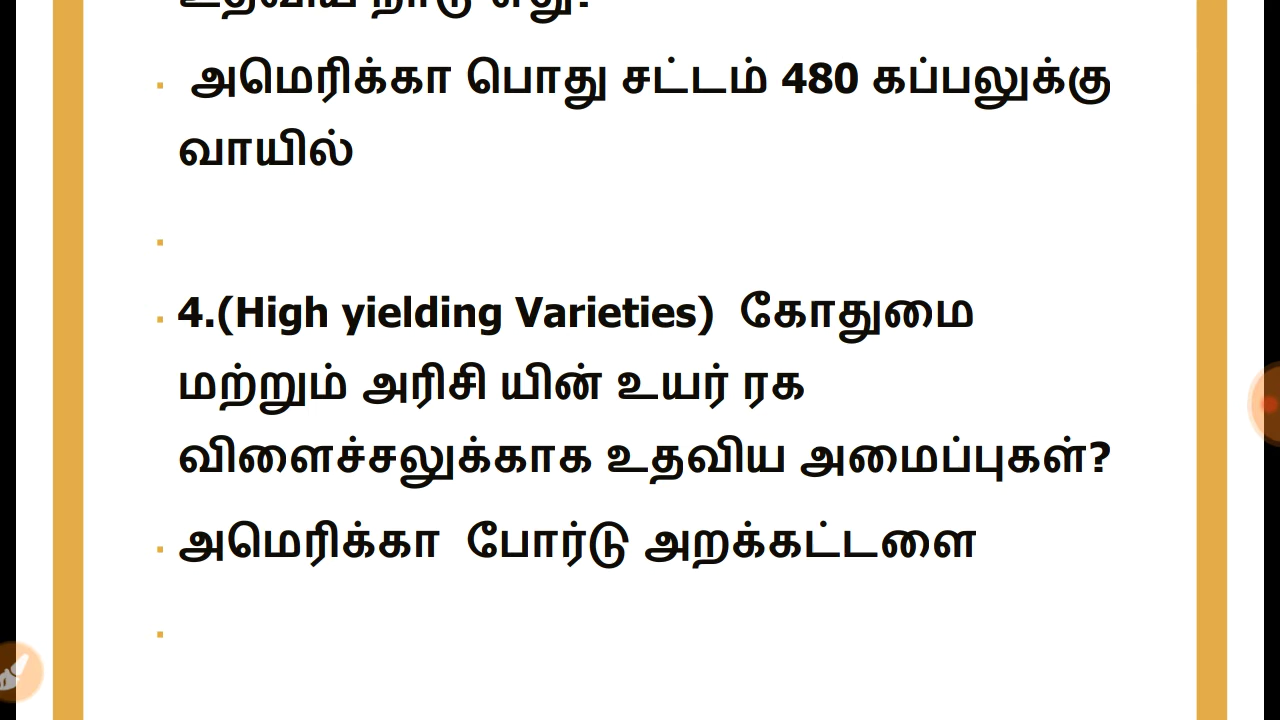 அமெரிக்கா பொது சட்டம் 480 கப்பலுக்கு
வாயில்
4.(High yielding Varieties) கோதுமை
மற்றும் அரிசி யின் உயர் ரக
விளைச்சலுக்காக உதவிய அமைப்புகள்?
அமெரிக்கா போர்டு அறக்கட்டளை